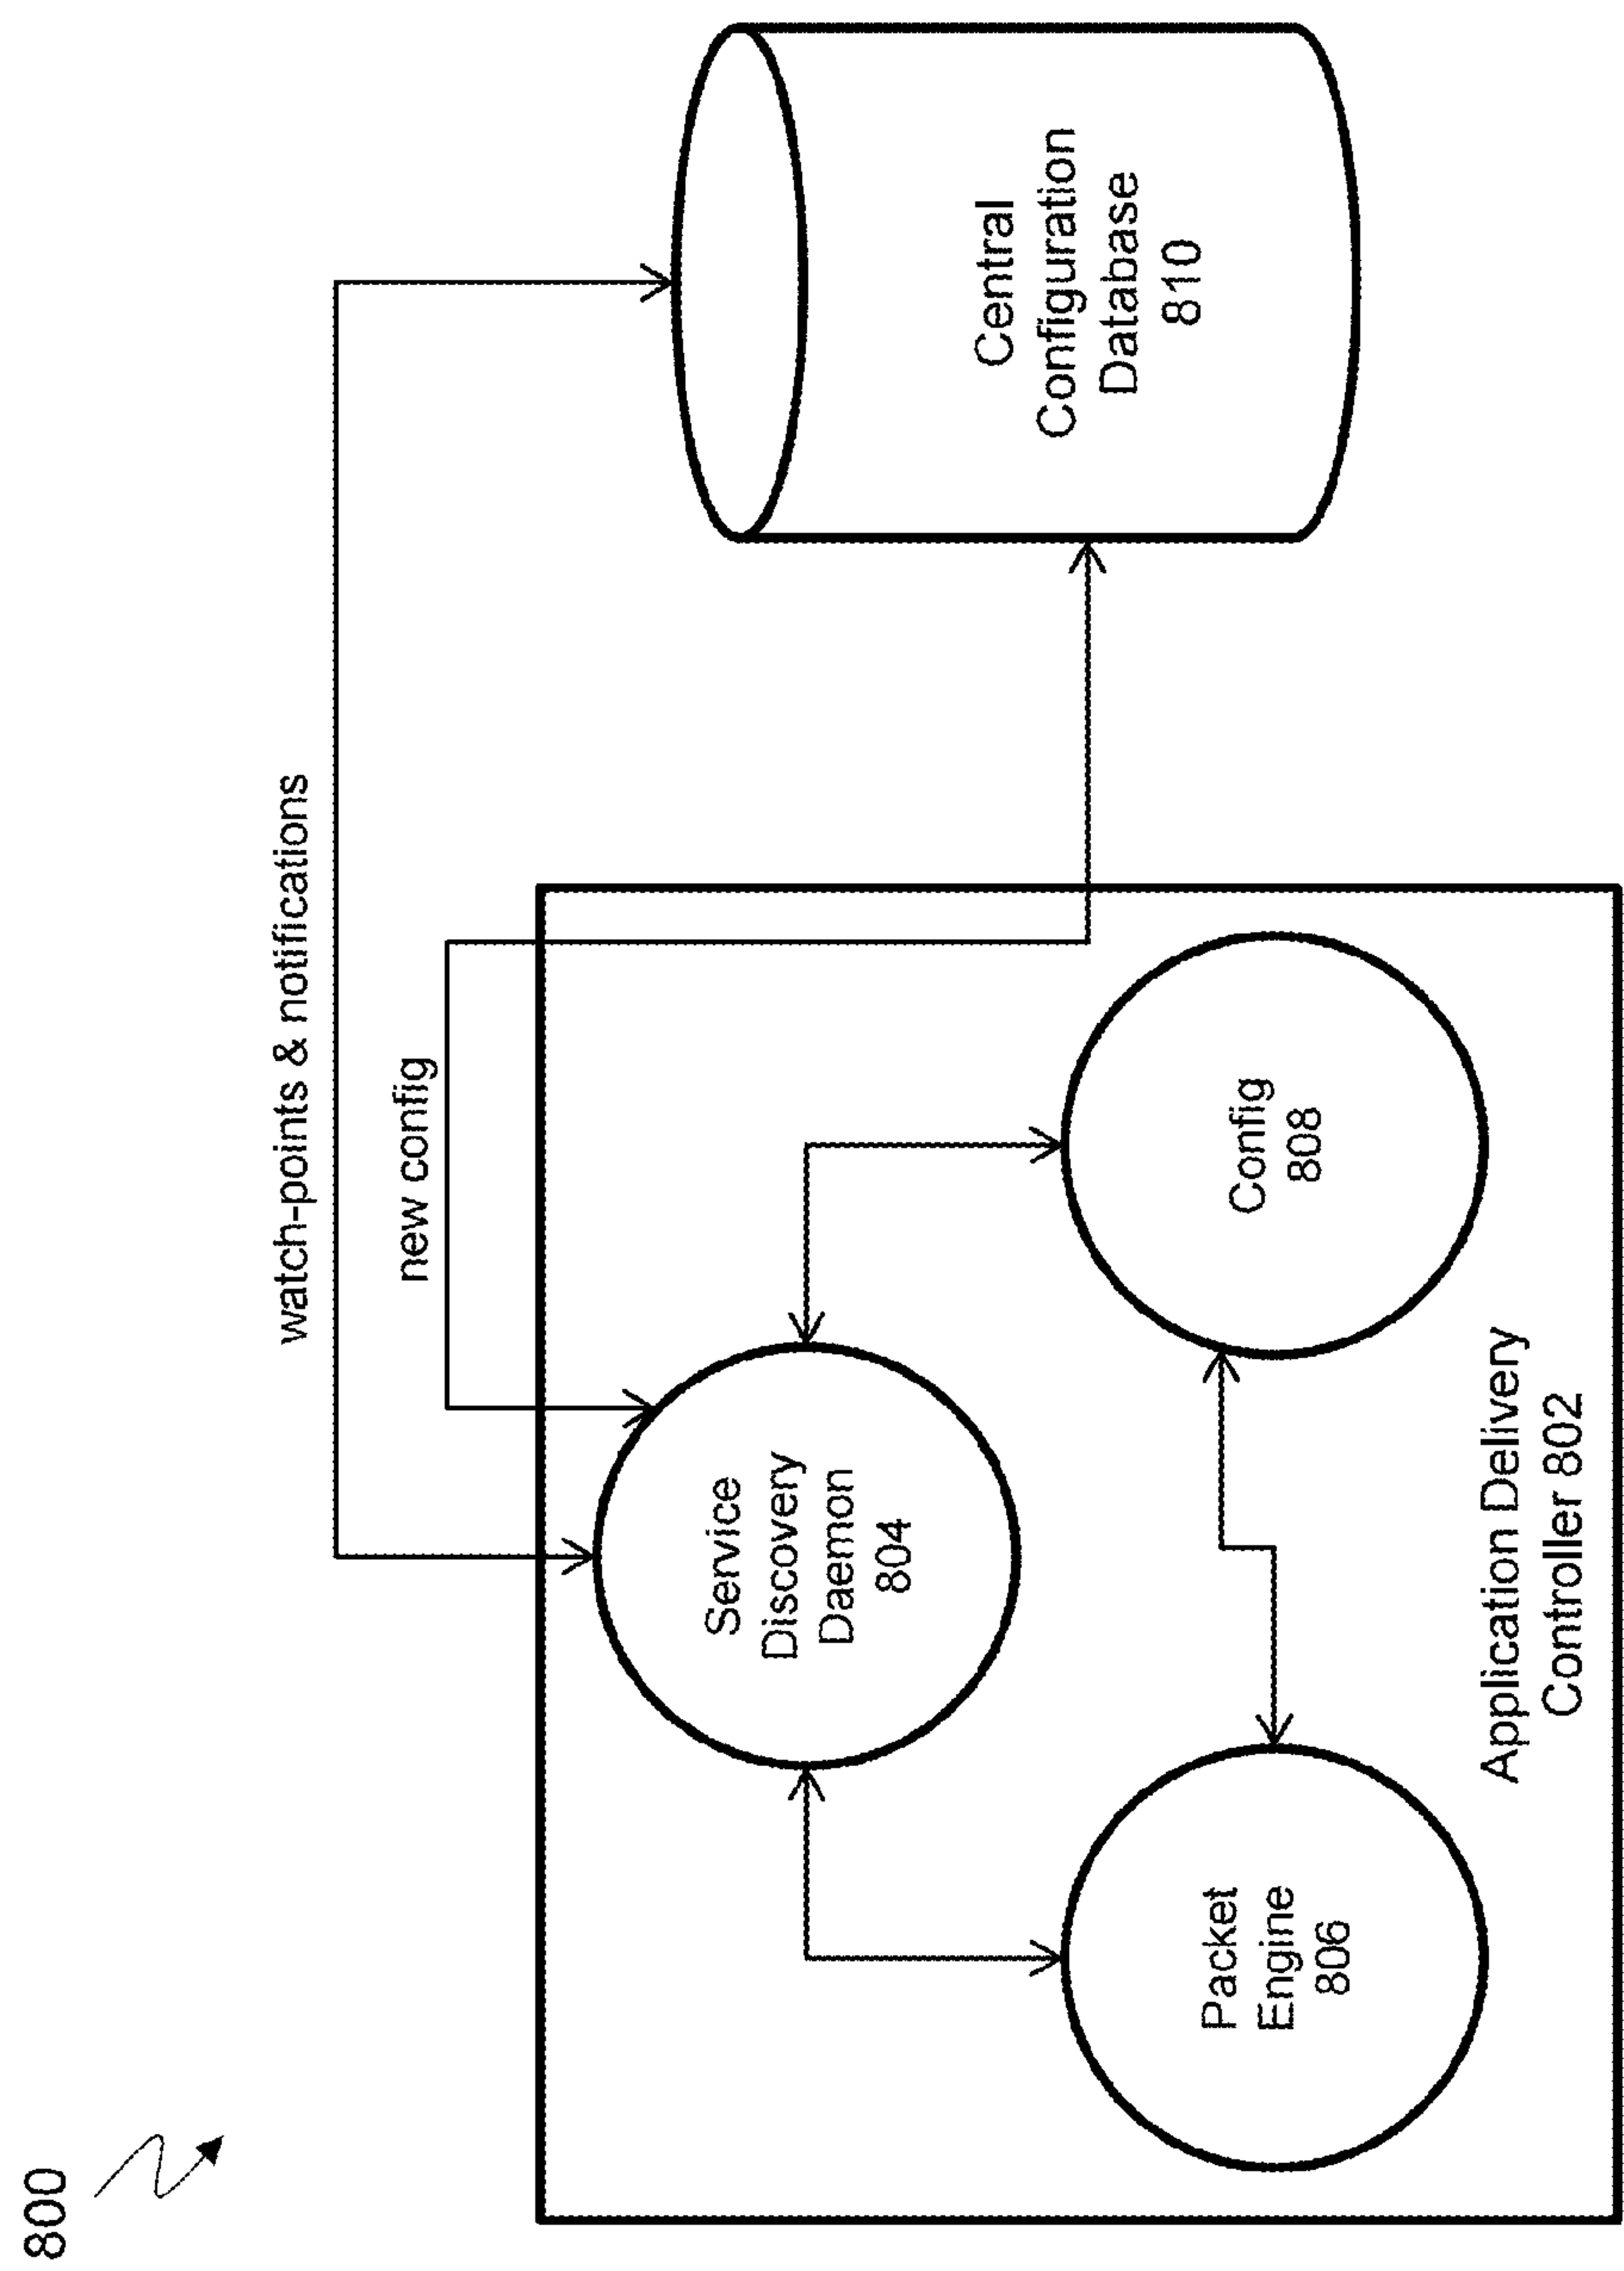 800
watch-points & notifications
new config
Service
Discovery
Daemon
804
Packet
Engine
806
Config
808
Application Delivery
Controller 802
Central
Configuration
Database
810